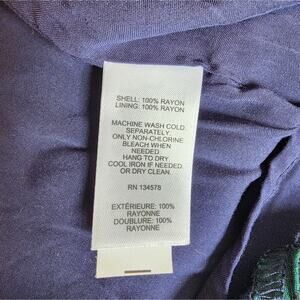 SHELL: 100% RAYON
LINING: 100% RAYON
MACHINE WASH COLD
SEPARATELY.
ONLY NON-CHLORINE
BLEACH WHEN
NEEDED.
HANG TO DRY.
COOL IRON IF NEEDED.
OR DRY CLEAN.
RN 134578
EXTÉRIEURE: 100%
RAYONNE
DOUBLURE: 100%
RAYONNE